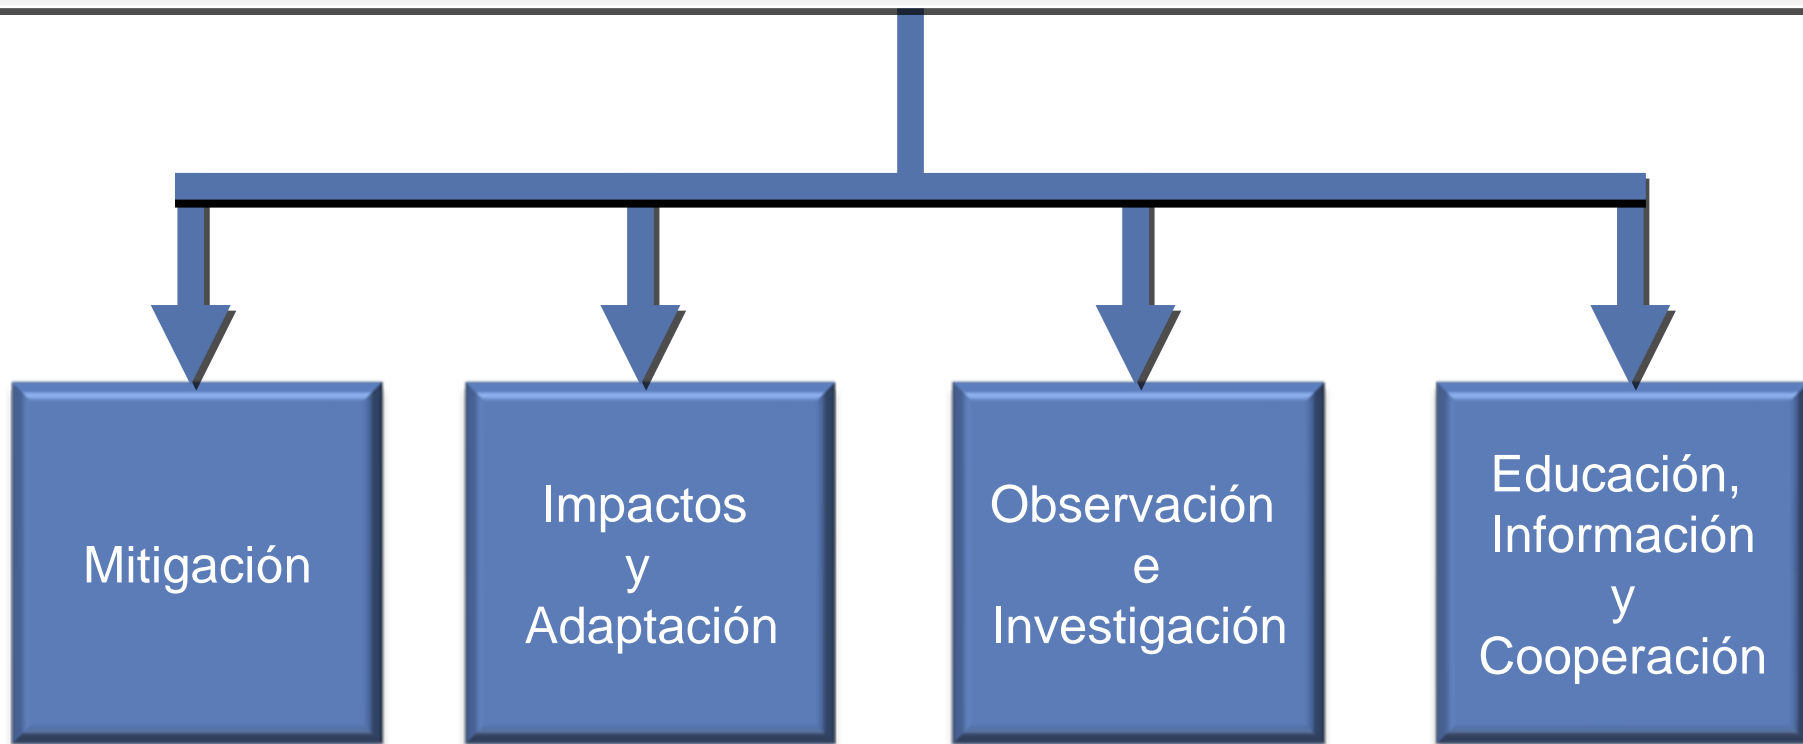 Mitigación
Impactos
y
Adaptación
Observación
e
Investigación
Educación,
Información
y
Cooperación